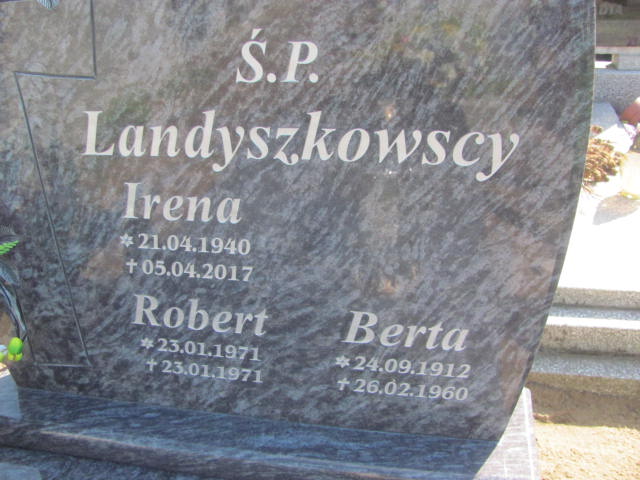 Ś.P.
Landyszkowscy
Irena
✲ 21.04.1940
✝ 05.04.2017
Robert
✲ 23.01.1971
✝ 23.01.1971
Berta
✲ 24.09.1912
✝ 26.02.1960